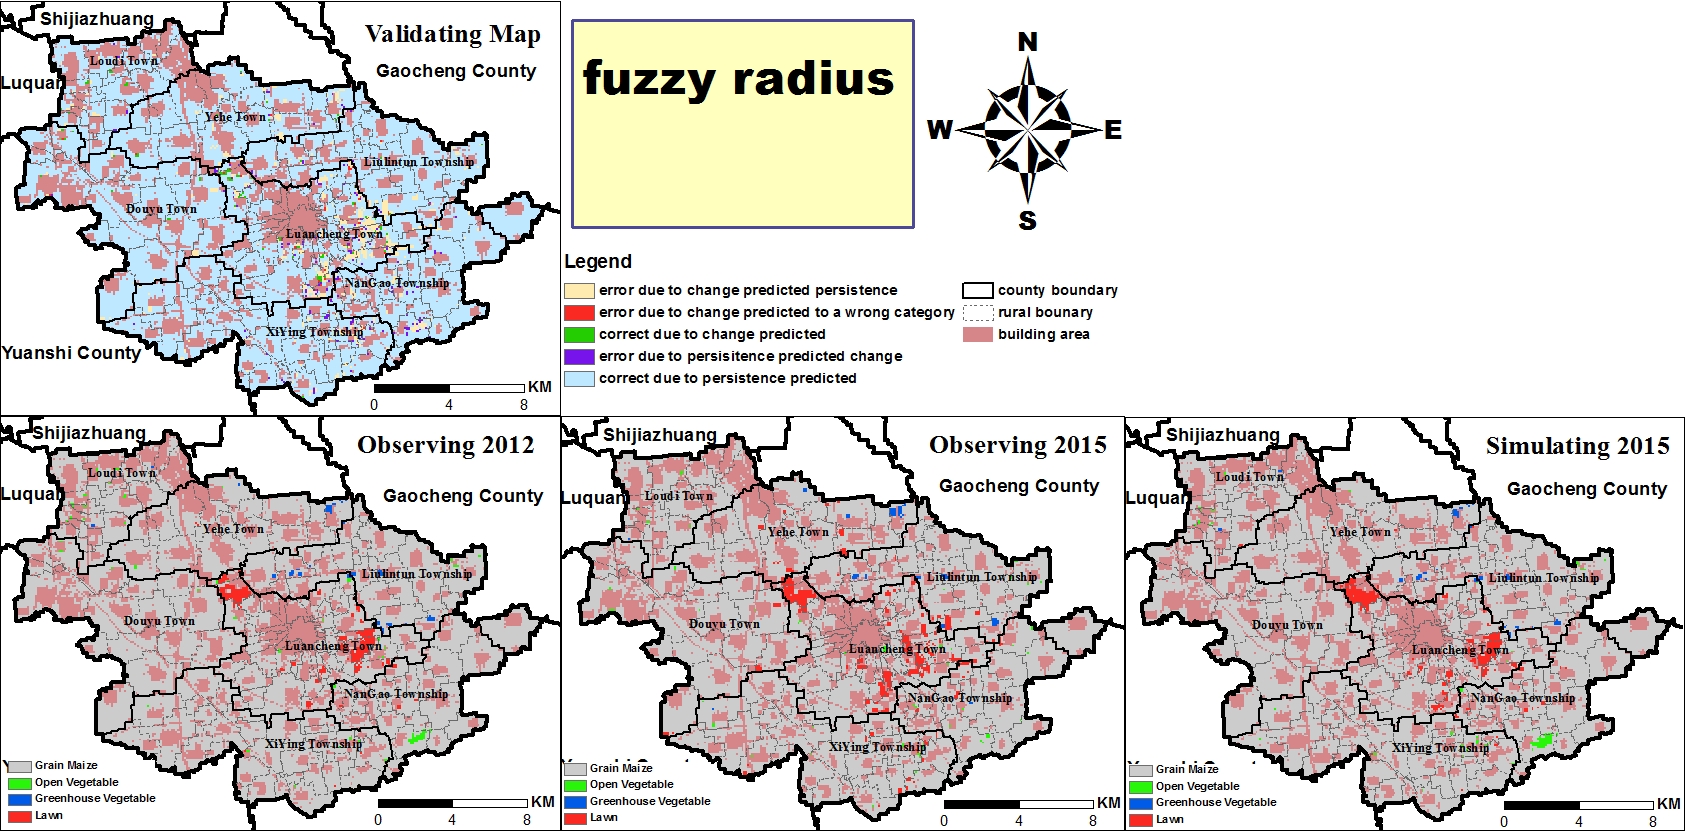 Shijiazhuang
Validating Map
Loudi Town
Gaocheng County
Luquan
Yehe Town
Liulintun Township
Douyu Town
Luancheng Town
NanGao Township
XiYing Township
Yuanshi County
KM
0 4 8
fuzzy radius
N
W E
S
Legend
error due to change predicted persistence
error due to change predicted to a wrong category
correct due to change predicted
error due to persisitence predicted change
correct due to persistence predicted
county boundary
rural bounary
building area
Shijiazhuang
Observing 2012
Loudi Town
Luquan
Gaocheng County
Yehe Town
Liulintun Township
Douyu Town
Luancheng Town
NanGao Township
XiYing Township
Grain Maize
Open Vegetable
Greenhouse Vegetable
Lawn
KM
0 4 8
Shijiazhuang
Observing 2015
Gaocheng County
Luquan
Loudi Town
Yehe Town
Liulintun Township
Douyu Town
Luancheng Town
NanGao Township
XiYing Township
Grain Maize
Open Vegetable
Greenhouse Vegetable
Lawn
KM
0 4 8
Shijiazhuang
Simulating 2015
Loudi Town
Gaocheng County
Luquan
Yehe Town
Liulintun Township
Douyu Town
Luancheng Town
NanGao Township
XiYing Township
Grain Maize
Open Vegetable
Greenhouse Vegetable
Lawn
KM
0 4 8